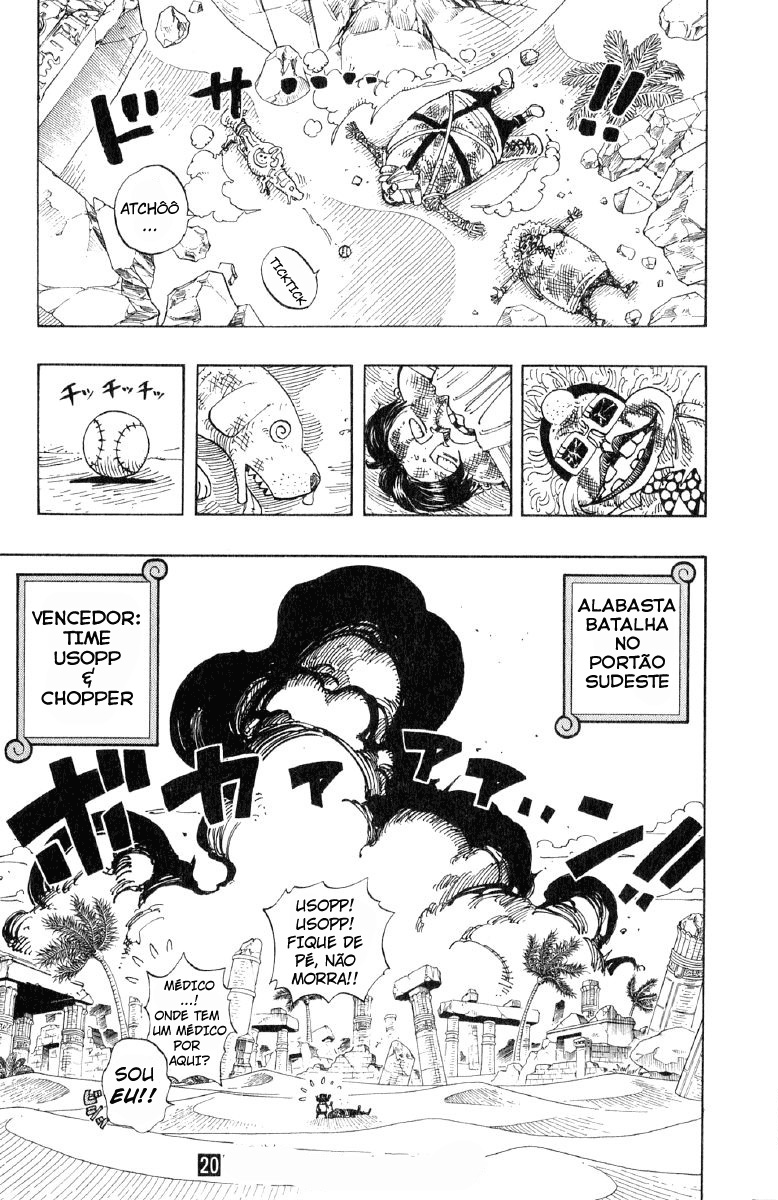 ドサ・・・・!!
ATCHÔÔ
...
TICKTICK
チッ チッ チッ
ALABASTA
BATALHA
NO
PORTÃO
SUDESTE
VENCEDOR:
TIME
USOPP
&
CHOPPER
ボカァァァ・・ン!!
USOPP!
USOPP!
FIQUE DE
PÉ, NÃO
MORRA!!
MÉDICO
...!
ONDE TEM
UM MÉDICO
POR
AQUI?
SOU
EU!!
20